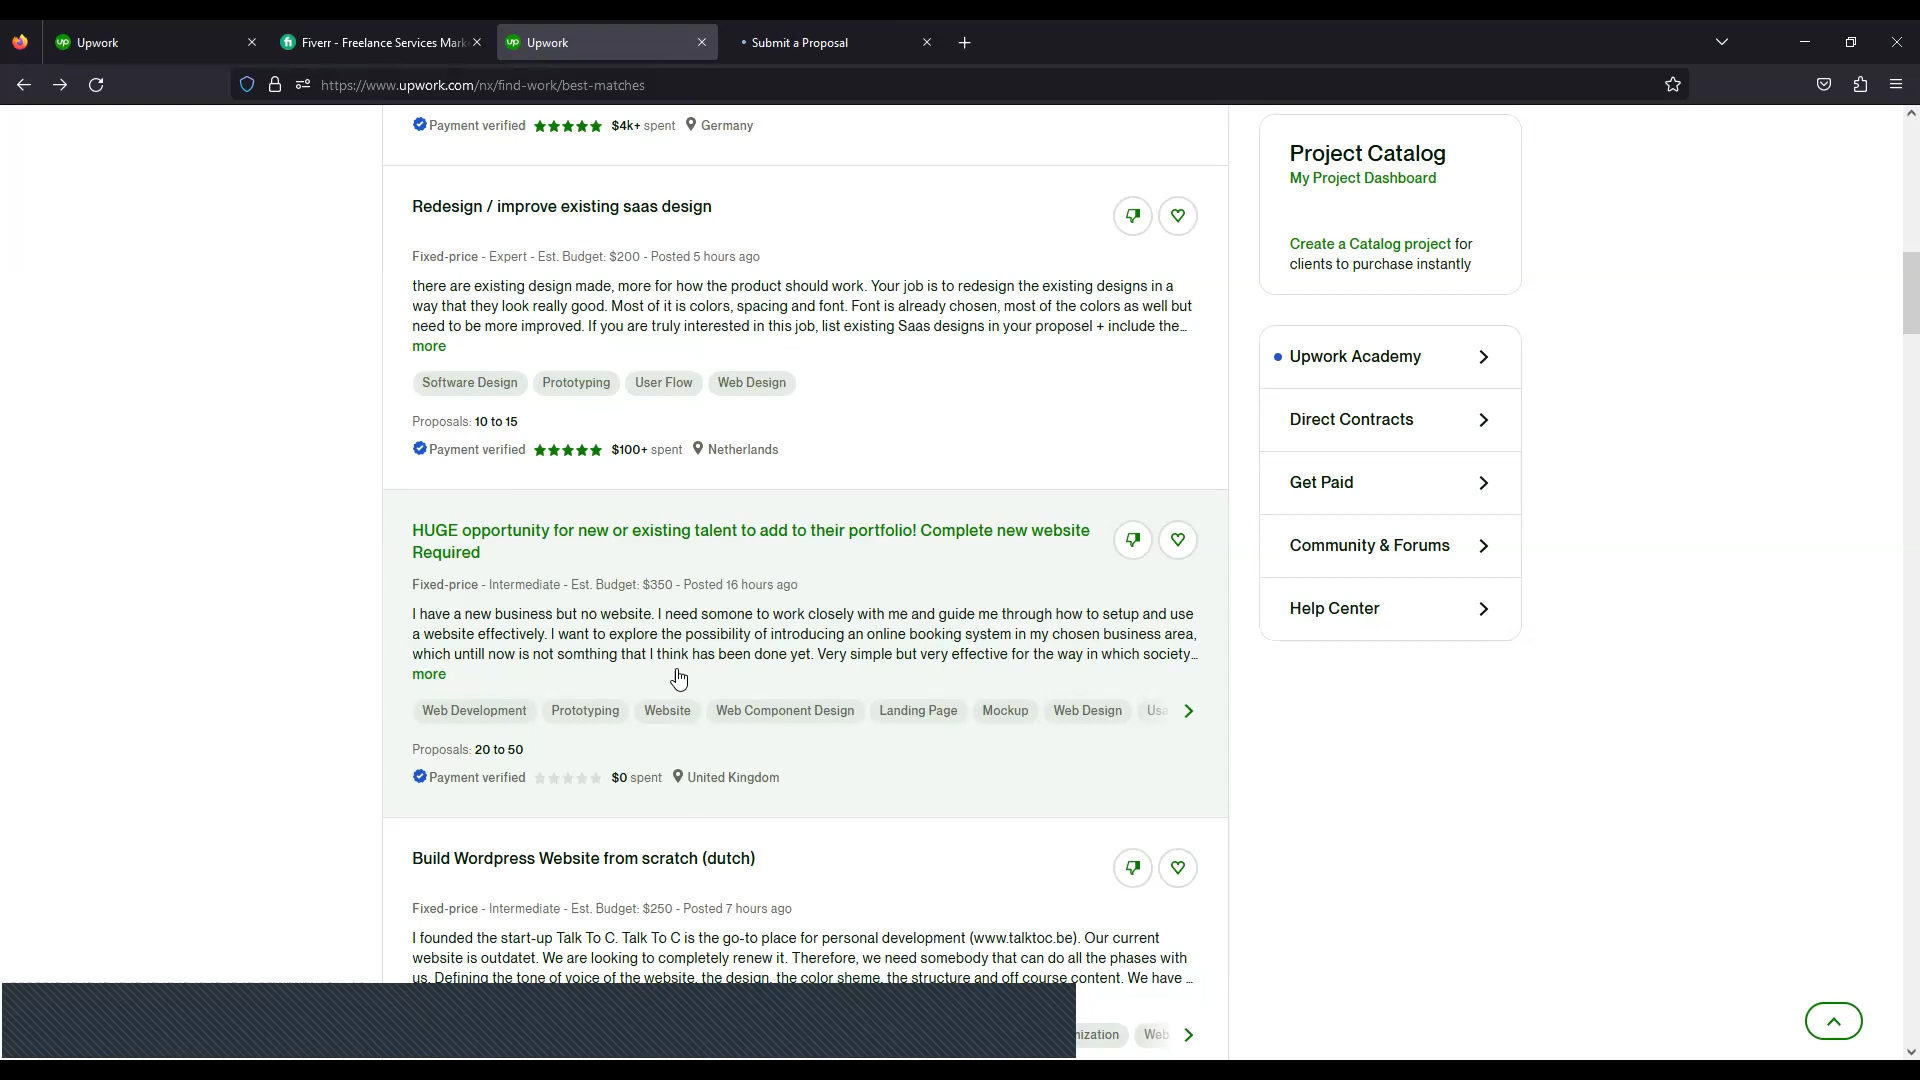 Upwork
Fiverr - Freelance Services Mark
Upwork
Submit a Proposal
https://www.upwork.com/nx/find-work/best-matches
Payment verified $4k+ spent Germany
Redesign / improve existing saas design
Fixed-price - Expert - Est. Budget: $200 - Posted 5 hours ago
there are existing design made, more for how the product should work. Your job is to redesign the existing designs in a
way that they look really good. Most of it is colors, spacing and font. Font is already chosen, most of the colors as well but
need to be more improved. If you are truly interested in this job, list existing Saas designs in your proposel + include the…
more
Software Design Prototyping User Flow Web Design
Proposals: 10 to 15
Payment verified $100+ spent Netherlands
HUGE opportunity for new or existing talent to add to their portfolio! Complete new website
Required
Fixed-price - Intermediate - Est. Budget: $350 - Posted 16 hours ago
I have a new business but no website. I need somone to work closely with me and guide me through how to setup and use
a website effectively. I want to explore the possibility of introducing an online booking system in my chosen business area,
which untill now is not somthing that I think has been done yet. Very simple but very effective for the way in which society…
more
Web Development Prototyping Website Web Component Design Landing Page Mockup Web Design Usa
Proposals: 20 to 50
Payment verified $0 spent United Kingdom
Build Wordpress Website from scratch (dutch)
Fixed-price - Intermediate - Est. Budget: $250 - Posted 7 hours ago
I founded the start-up Talk To C. Talk To C is the go-to place for personal development (www.talktoc.be). Our current
website is outdatet. We are looking to completely renew it. Therefore, we need somebody that can do all the phases with
us. Defining the tone of voice of the website, the design, the color sheme, the structure and off course content. We have …
nization Web
Project Catalog
My Project Dashboard
Create a Catalog project for
clients to purchase instantly
Upwork Academy
Direct Contracts
Get Paid
Community & Forums
Help Center